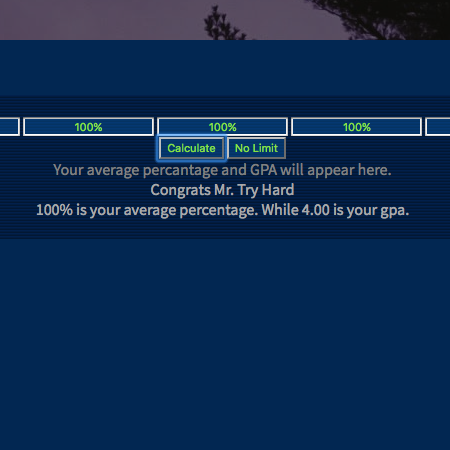 100% 100% 100%
Calculate No Limit
Your average percantage and GPA will appear here.
Congrats Mr. Try Hard
100% is your average percentage. While 4.00 is your gpa.